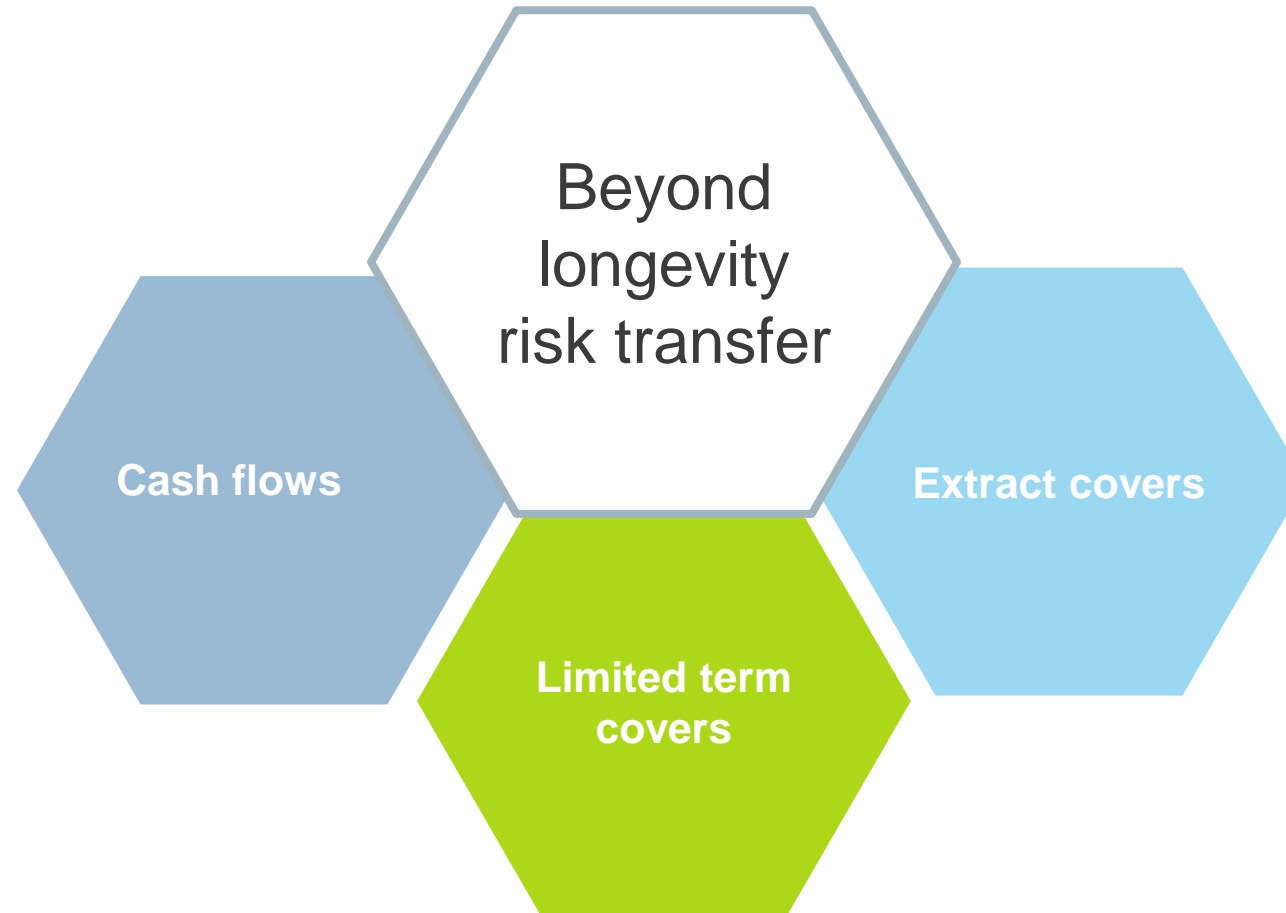 Beyond
longevity
risk transfer
Cash flows
Extract covers
Limited term
covers